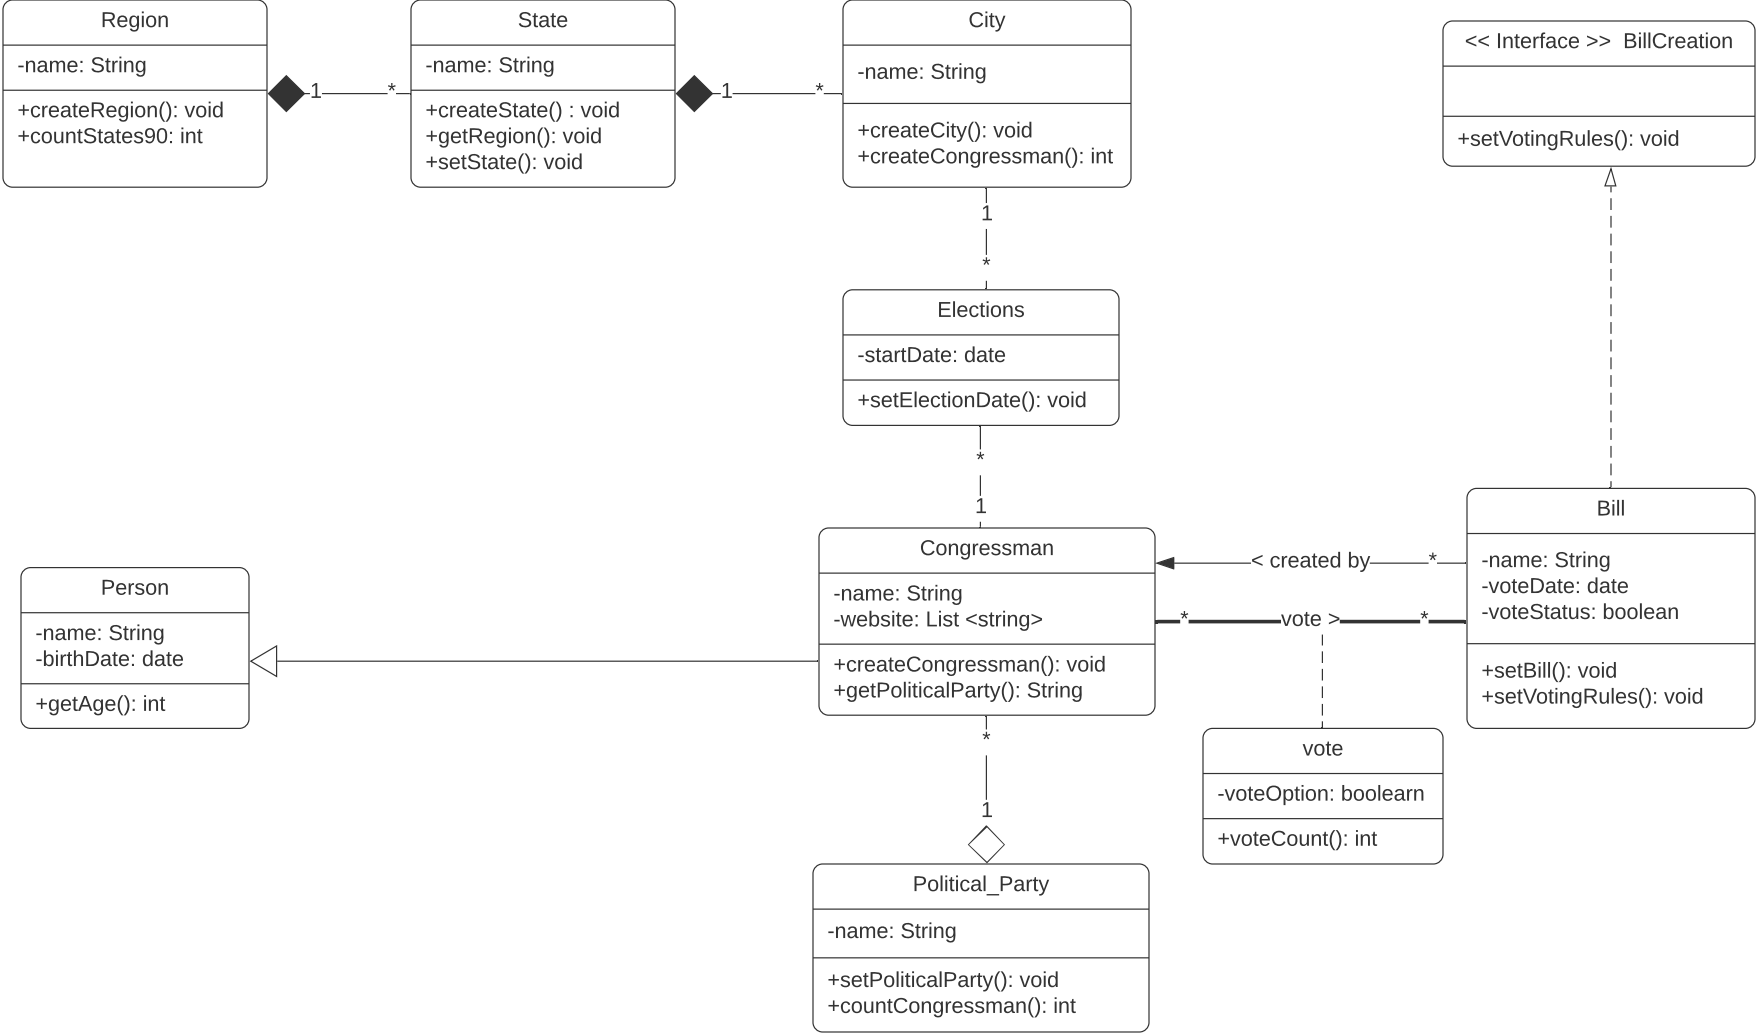 Region
-name: String
+createRegion(): void
+countStates90: int
1
*
State
-name: String
+createState() : void
+getRegion(): void
+setState(): void
1
*
City
-name: String
+createCity(): void
+createCongressman(): int
<< Interface >>  BillCreation
+setVotingRules(): void
1
*
Elections
-startDate: date
+setElectionDate(): void
*
1
Person
-name: String
-birthDate: date
+getAge(): int
Congressman
-name: String
-website: List <string>
+createCongressman(): void
+getPoliticalParty(): String
< created by
*
*
vote >
*
Bill
-name: String
-voteDate: date
-voteStatus: boolean
+setBill(): void
+setVotingRules(): void
vote
-voteOption: boolearn
+voteCount(): int
*
1
Political_Party
-name: String
+setPoliticalParty(): void
+countCongressman(): int